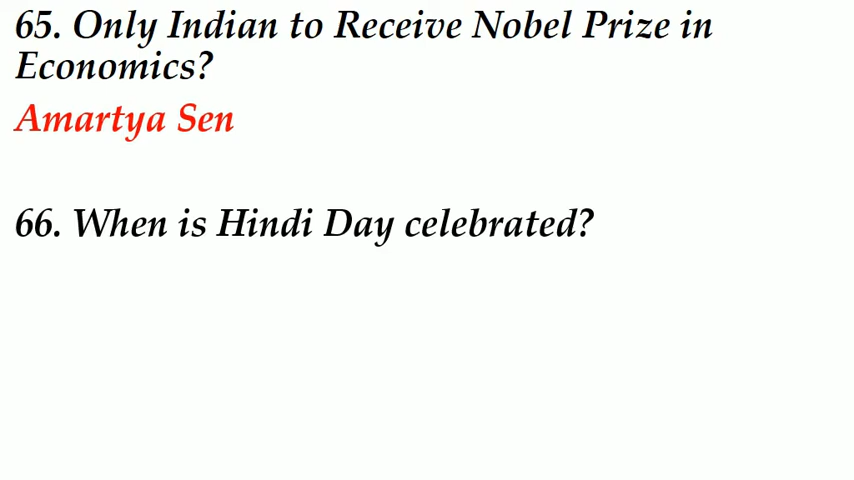 65. Only Indian to Receive Nobel Prize in
Economics?
Amartya Sen
66. When is Hindi Day celebrated?